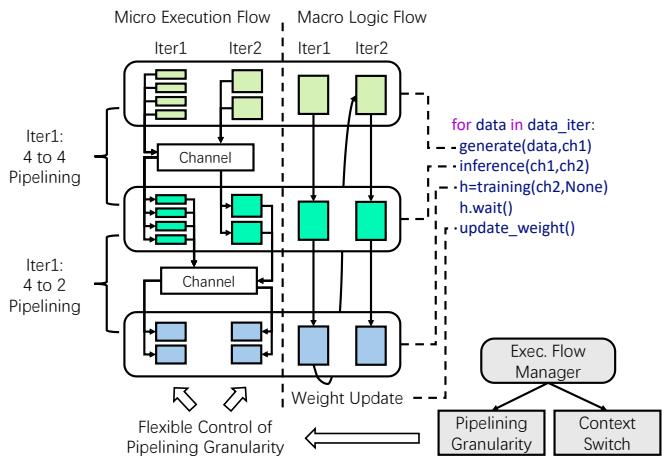 Micro Execution Flow
Macro Logic Flow
Iter1
Iter2
Iter1
Iter2
Iter1:
4 to 4
Pipelining
Channel
Iter1:
4 to 2
Pipelining
Channel
for data in data_iter:
generate(data,ch1)
inference(ch1,ch2)
h=training(ch2,None)
h.wait()
update_weight()
Weight Update
Flexible Control of
Pipelining Granularity
Exec. Flow
Manager
Pipelining
Granularity
Context
Switch